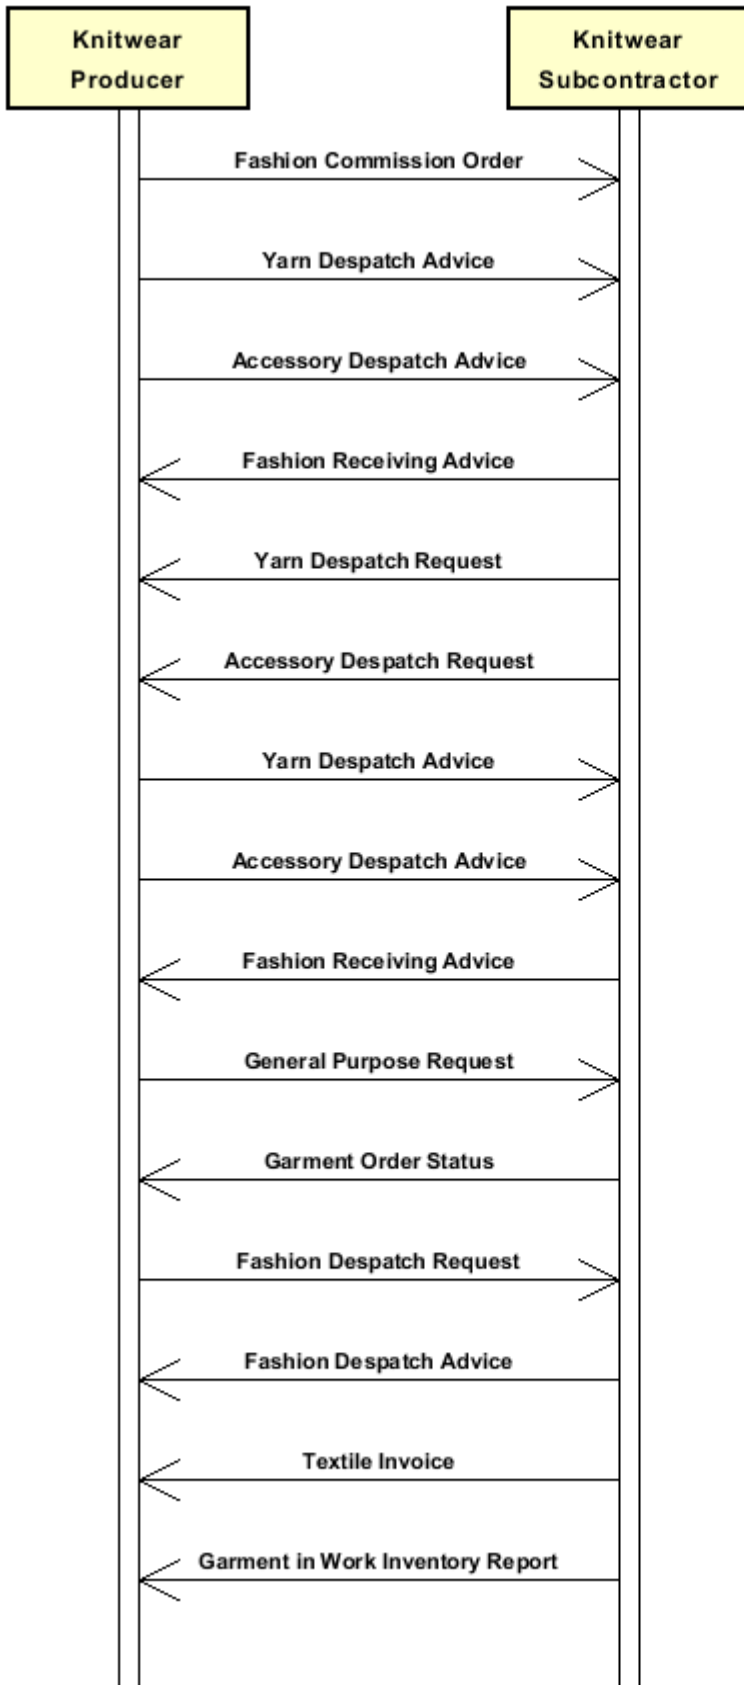 Knitwear
Producer
Knitwear
Subcontractor
Fashion Commission Order
Yarn Despatch Advice
Accessory Despatch Advice
Fashion Receiving Advice
Yarn Despatch Request
Accessory Despatch Request
Yarn Despatch Advice
Accessory Despatch Advice
Fashion Receiving Advice
General Purpose Request
Garment Order Status
Fashion Despatch Request
Fashion Despatch Advice
Textile Invoice
Garment in Work Inventory Report